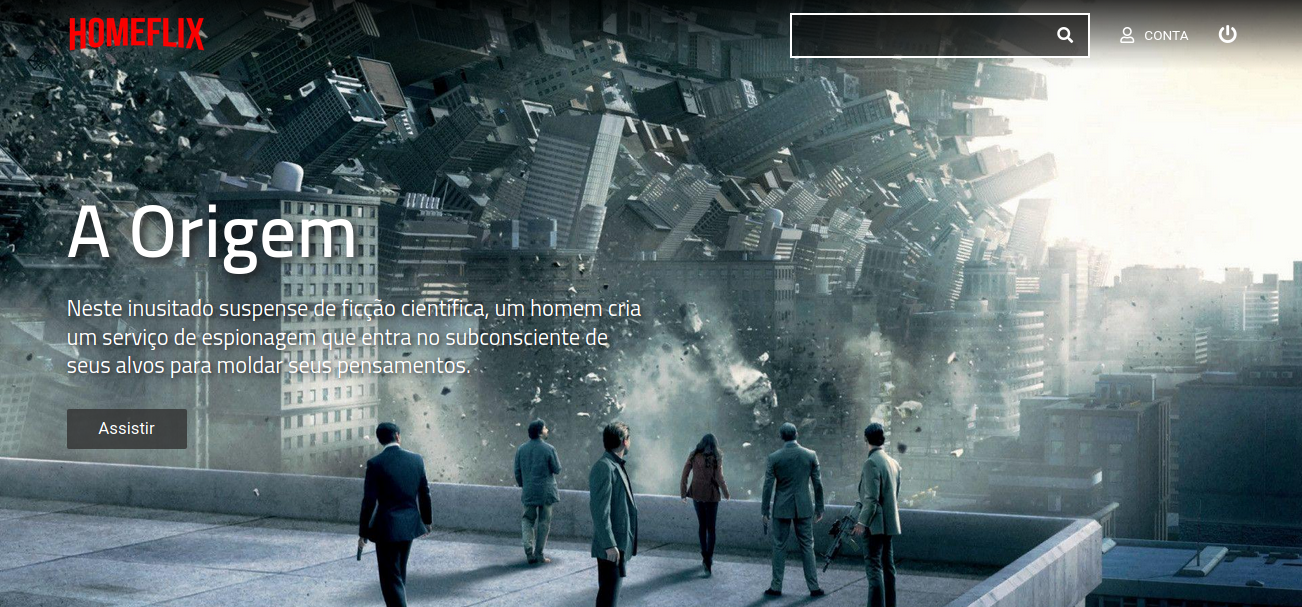 HOMEFLIX
CONTA
A Origem
Neste inusitado suspense de ficção científica, um homem cria
um serviço de espionagem que entra no subconsciente de
seus alvos para moldar seus pensamentos.
Assistir